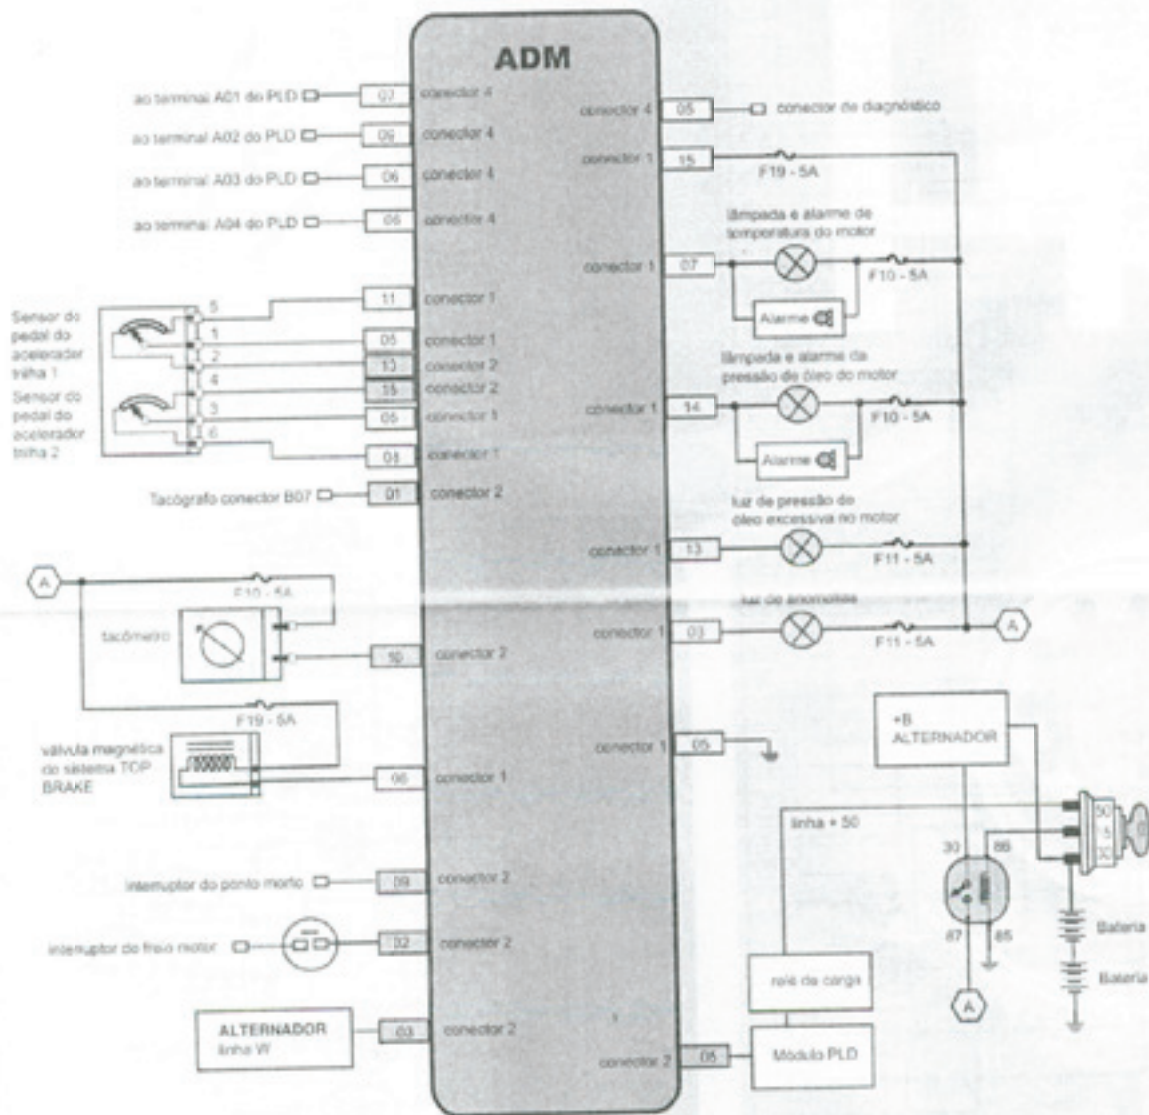 ADM
ao terminal A01 do PLD
07
conector 4
ao terminal A02 do PLD
09
conector 4
ao terminal A03 do PLD
06
conector 4
ao terminal A04 do PLD
conector 4
conector 4
05
conector de diagnóstico
conector 1
15
F19 - 5A
lâmpada e alarme de
temperatura do motor
conector 1
07
F10 - 5A
Alarme
Sensor do
pedal do
acelerador
trilha 1
Sensor do
pedal do
acelerador
trilha 2
5
1
2
4
3
6
11
conector 1
05
conector 1
13
conector 2
15
conector 2
conector 1
08
conector 1
lâmpada e alarme da
pressão de óleo do motor
conector 1
14
F10 - 5A
Alarme
Tacógrafo conector B07
01
conector 2
luz de pressão de
óleo excessiva no motor
conector 1
13
F11 - 5A
A
F10 - 5A
tacômetro
10
conector 2
luz de anomalias
conector 1
03
F11 - 5A
A
F19 - 5A
válvula magnética
do sistema TOP
BRAKE
conector 1
conector 1
05
+B
ALTERNADOR
linha + 50
50
15
30
30
86
87
85
Bateria
Bateria
A
interruptor do ponto morto
09
conector 2
interruptor do freio motor
02
conector 2
relé de carga
ALTERNADOR
linha W
03
conector 2
conector 2
08
Módulo PLD